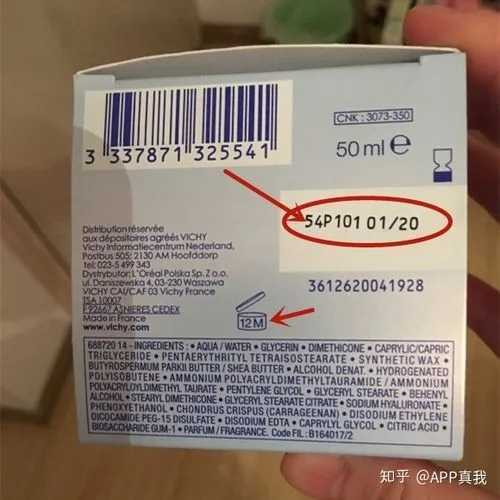 CNK : 3073-350
3 337871 325541
50 ml e
54P101 01/20
Distribution réservée
aux dépositaires agréés VICHY
Vichy Informatiecentrum Nederland,
Postbus 505; 2130 AM Hoofddorp
tel: 023-5 499 343
Dystrybutor: L'Oréal Polska Sp. Z o.o.
ul. Daniszewska 4, 03-230 Waszawa
VICHY CAI/CAF 03 Vichy France
ISA 10007
F.92667 ASNIERES CEDEX
Made in France
www.vichy.com
3612620041928
12 M
688720 14 - INGREDIENTS : • AQUA / WATER • GLYCERIN • DIMETHICONE • CAPRYLIC/CAPRIC
TRIGLYCERIDE • PENTAERYTHRITYL TETRAISOSTEARATE • SYNTHETIC WAX •
BUTYROSPERMUM PARKII BUTTER / SHEA BUTTER • ALCOHOL DENAT. • HYDROGENATED
POLYISOBUTENE • AMMONIUM POLYACRYLDIMETHYLTAURAMIDE / AMMONIUM
POLYACRYLOYLDIMETHYL TAURATE • PENTYLENE GLYCOL • GLYCERYL STEARATE • BEHENYL
ALCOHOL • STEARYL DIMETHICONE • GLYCERYL STEARATE CITRATE • SODIUM HYALURONATE •
PHENOXYETHANOL • CHONDRUS CRISPUS (CARRAGEENAN) • DISODIUM ETHYLENE
DICOCAMIDE PEG-15 DISULFATE • DISODIUM EDTA • CAPRYLYL GLYCOL • CITRIC ACID •
BIOSACCHARIDE GUM-1 • PARFUM / FRAGRANCE. Code FIL : B164017/2
知乎 @APP真我